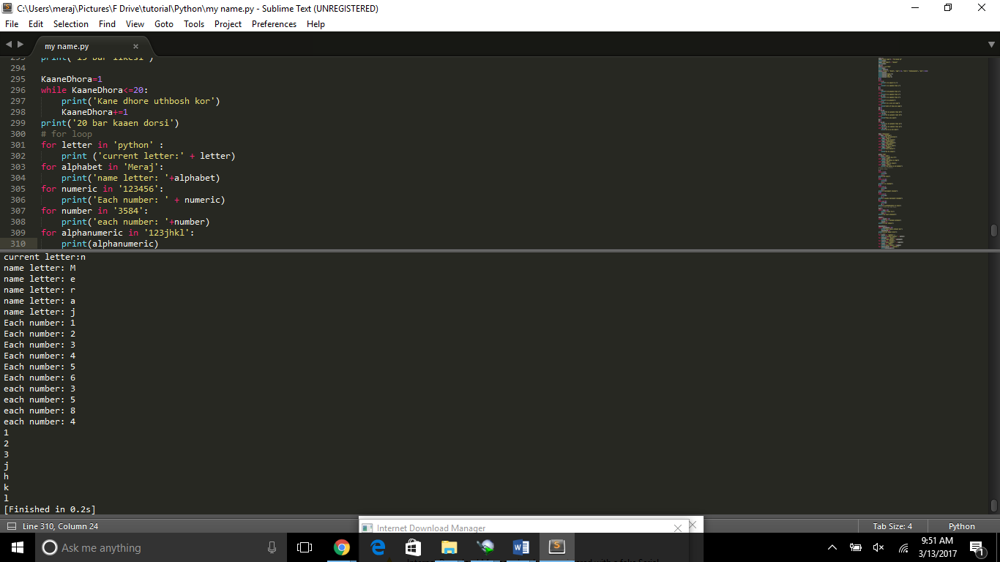 C:\Users\meraj\Pictures\F Drive\tutorial\Python\my name.py - Sublime Text (UNREGISTERED)
File Edit Selection Find View Goto Tools Project Preferences Help
my name.py
294
295 KaaneDhora=1
296 while KaaneDhora<=20:
297 print('Kane dhore uthbosh kor')
298 KaaneDhora+=1
299 print('20 bar kaaen dorsi')
300 # for loop
301 for letter in 'python' :
302 print ('current letter:' + letter)
303 for alphabet in 'Meraj':
304 print('name letter: '+alphabet)
305 for numeric in '123456':
306 print('Each number: ' + numeric)
307 for number in '3584':
308 print('each number: '+number)
309 for alphanumeric in '123jhkl':
310 print(alphanumeric)
current letter:n
name letter: M
name letter: e
name letter: r
name letter: a
name letter: j
Each number: 1
Each number: 2
Each number: 3
Each number: 4
Each number: 5
Each number: 6
each number: 3
each number: 5
each number: 8
each number: 4
1
2
3
j
h
k
l
[Finished in 0.2s]
Line 310, Column 24
Tab Size: 4
Python
Internet Download Manager
Ask me anything
9:51 AM
3/13/2017
1